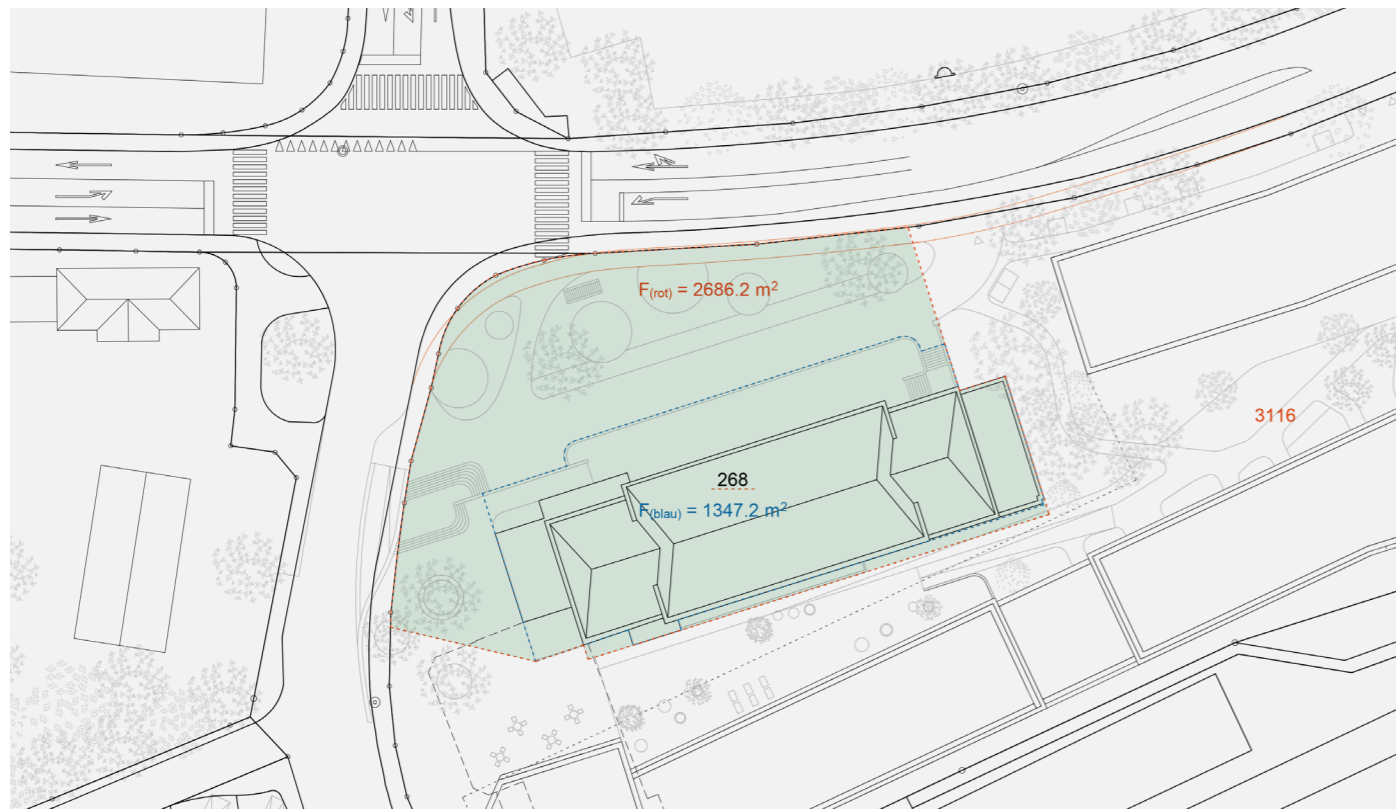 F(rot) = 2686.2 m²
3116
268
F(blau) = 1347.2 m²